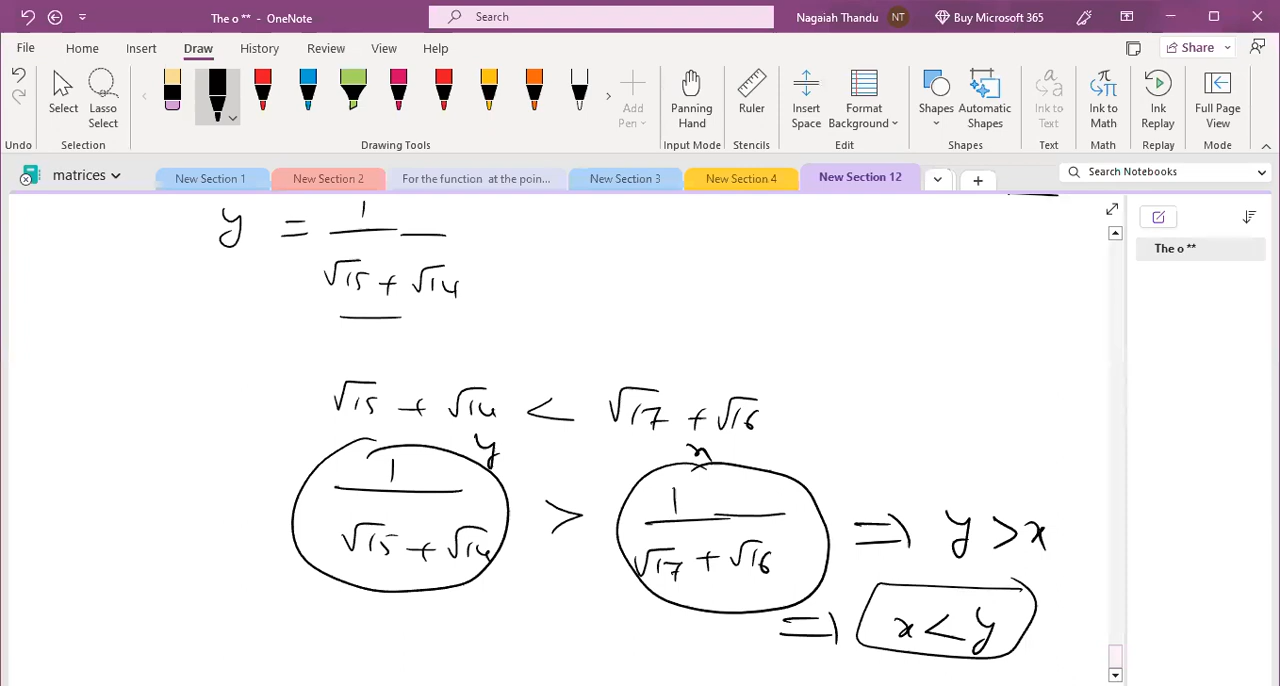 The o ** - OneNote
Search
Nagaiah Thandu NT
Buy Microsoft 365
File Home Insert Draw History Review View Help
Share
Select
Lasso Select
Add Pen
Panning Hand
Ruler
Insert Space
Format Background
Shapes
Automatic Shapes
Ink to Text
Ink to Math
Ink Replay
Full Page View
Undo Selection Drawing Tools Input Mode Stencils Edit Shapes Text Math Replay Mode
matrices
New Section 1 New Section 2 For the function at the poin... New Section 3 New Section 4 New Section 12
Search Notebooks
The o **
y = 1
√15 + √14
√15 + √14 < √17 + √16
y x
1 > 1 ⇒ y > x
√15 + √14 √17 + √16
⇒ x < y